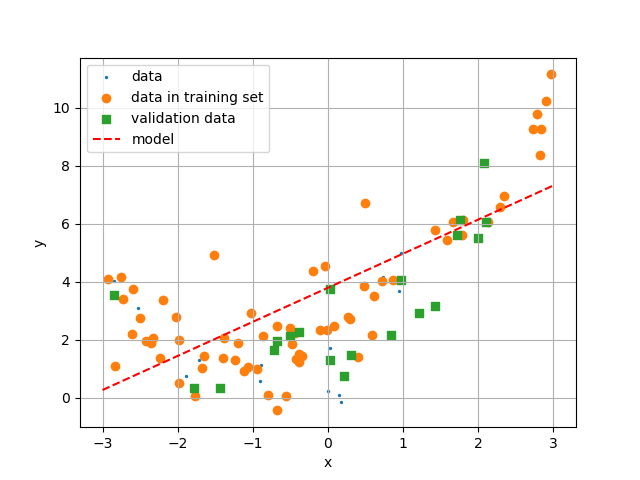 data
data in training set
validation data
model
10
8
6
4
2
0
y
−3
−2
−1
0
1
2
3
x